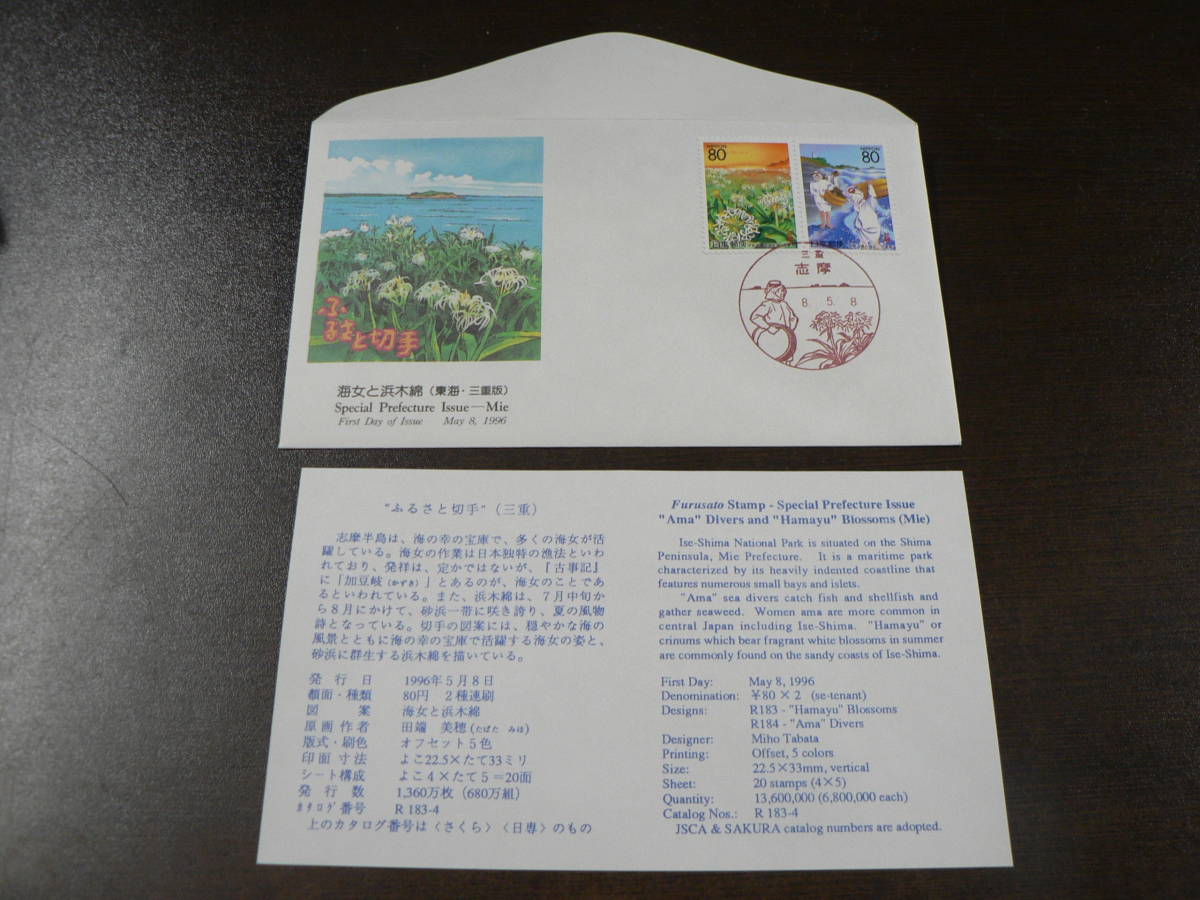 NIPPON
80
NIPPON
80
日本郵便
日本郵便
三重
志摩
8.5.8
ふるさと切手
海女と浜木綿（東海・三重版）
Special Prefecture Issue—Mie
First Day of Issue May 8, 1996
"ふるさと切手"（三重）
志摩半島は、海の幸の宝庫で、多くの海女が活
躍している。海女の作業は日本独特の漁法といわ
れており、発祥は、定かではないが、『古事記』
に「加豆岐（かずき）」とあるのが、海女のことであ
るといわれている。また、浜木綿は、7月中旬か
ら8月にかけて、砂浜一帯に咲き誇り、夏の風物
詩となっている。切手の図案には、穏やかな海の
風景とともに海の幸の宝庫で活躍する海女の姿と、
砂浜に群生する浜木綿を描いている。
発行日 1996年5月8日
額面・種類 80円 2種連刷
図案 海女と浜木綿
原画作者 田端 美穂（たばた みほ）
版式・刷色 オフセット5色
印面寸法 よこ22.5×たて33ミリ
シート構成 よこ4×たて5＝20面
発行数 1,360万枚（680万組）
ｶﾀﾛｸﾞ番号 R 183-4
上のカタログ番号は〈さくら〉〈日専〉のもの
Furusato Stamp - Special Prefecture Issue
"Ama" Divers and "Hamayu" Blossoms (Mie)
Ise-Shima National Park is situated on the Shima
Peninsula, Mie Prefecture. It is a maritime park
characterized by its heavily indented coastline that
features numerous small bays and islets.
"Ama" sea divers catch fish and shellfish and
gather seaweed. Women ama are more common in
central Japan including Ise-Shima. "Hamayu" or
crinums which bear fragrant white blossoms in summer
are commonly found on the sandy coasts of Ise-Shima.
First Day: May 8, 1996
Denomination: ¥80×2 (se-tenant)
Designs: R183 - "Hamayu" Blossoms
R184 - "Ama" Divers
Designer: Miho Tabata
Printing: Offset, 5 colors
Size: 22.5×33mm, vertical
Sheet: 20 stamps (4×5)
Quantity: 13,600,000 (6,800,000 each)
Catalog Nos.: R 183-4
JSCA & SAKURA catalog numbers are adopted.